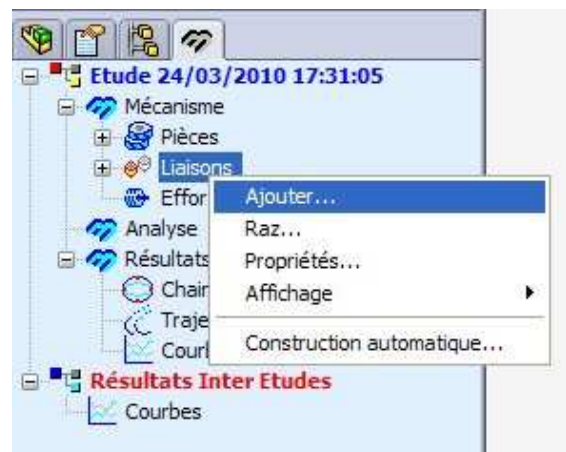 Etude 24/03/2010 17:31:05
Mécanisme
Pièces
Liaisons
Effor
Ajouter...
Analyse
Raz...
Résultats
Propriétés...
Chair
Affichage
Traje
Courl
Construction automatique...
Résultats Inter Etudes
Courbes